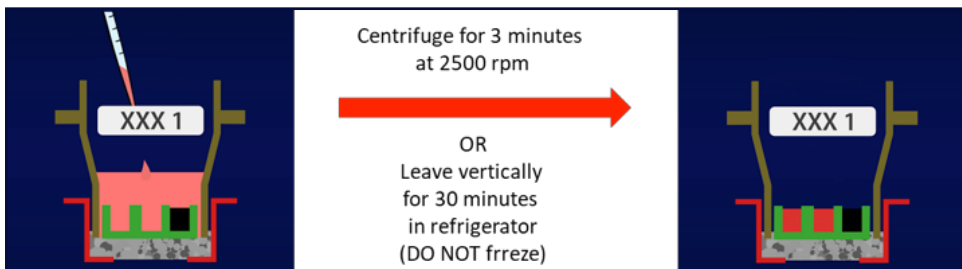 XXX 1
Centrifuge for 3 minutes
at 2500 rpm
OR
Leave vertically
for 30 minutes
in refrigerator
(DO NOT frreze)
XXX 1